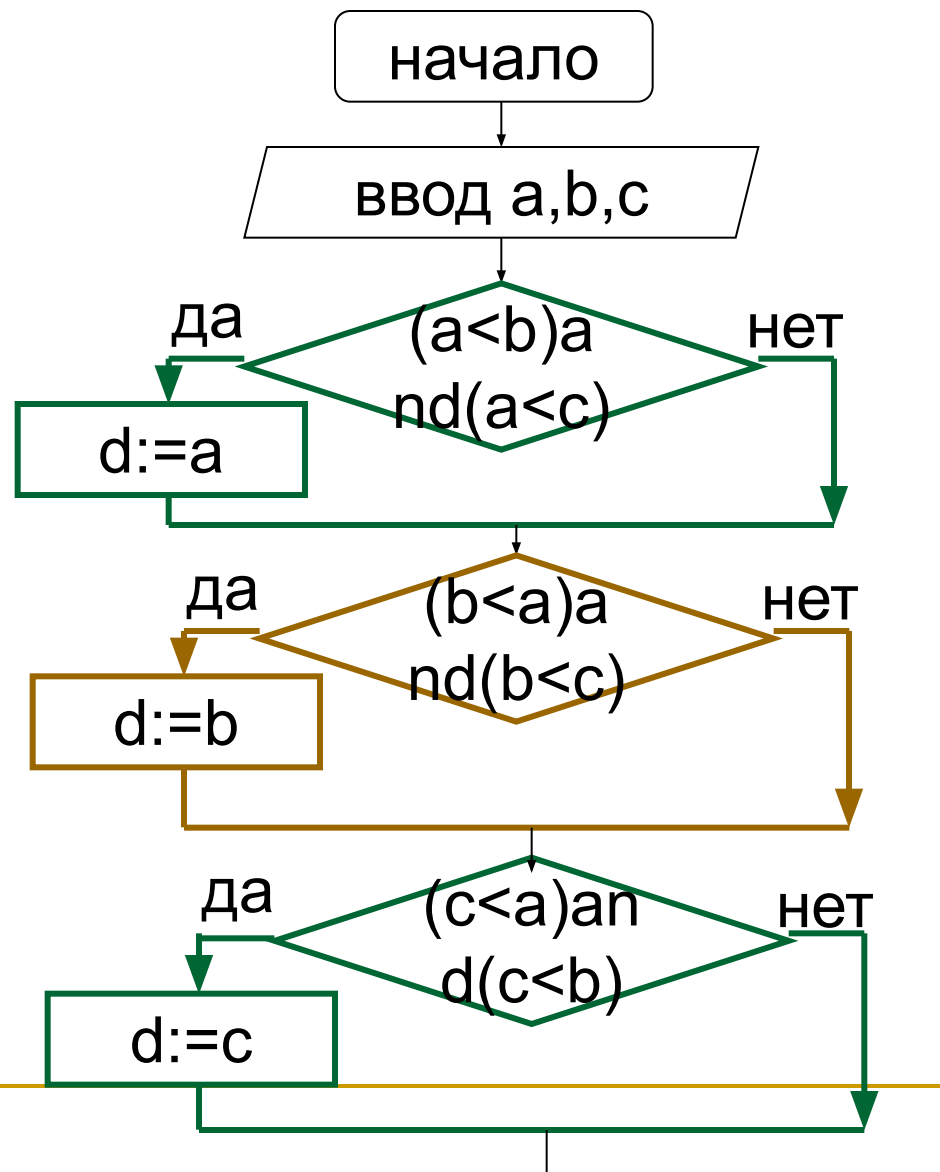 начало
ввод a,b,c
да
(a<b)a
nd(a<c)
нет
d:=a
да
(b<a)a
nd(b<c)
нет
d:=b
да
(c<a)an
d(c<b)
нет
d:=c